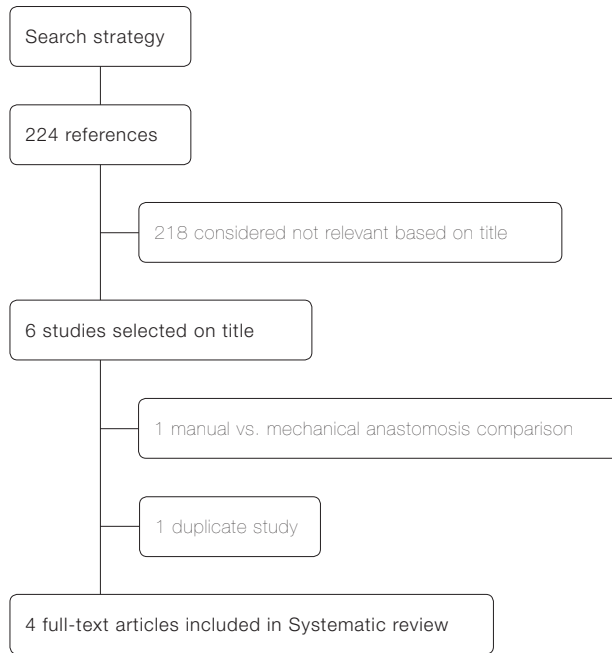 Search strategy
224 references
218 considered not relevant based on title
6 studies selected on title
1 manual vs. mechanical anastomosis comparison
1 duplicate study
4 full-text articles included in Systematic review